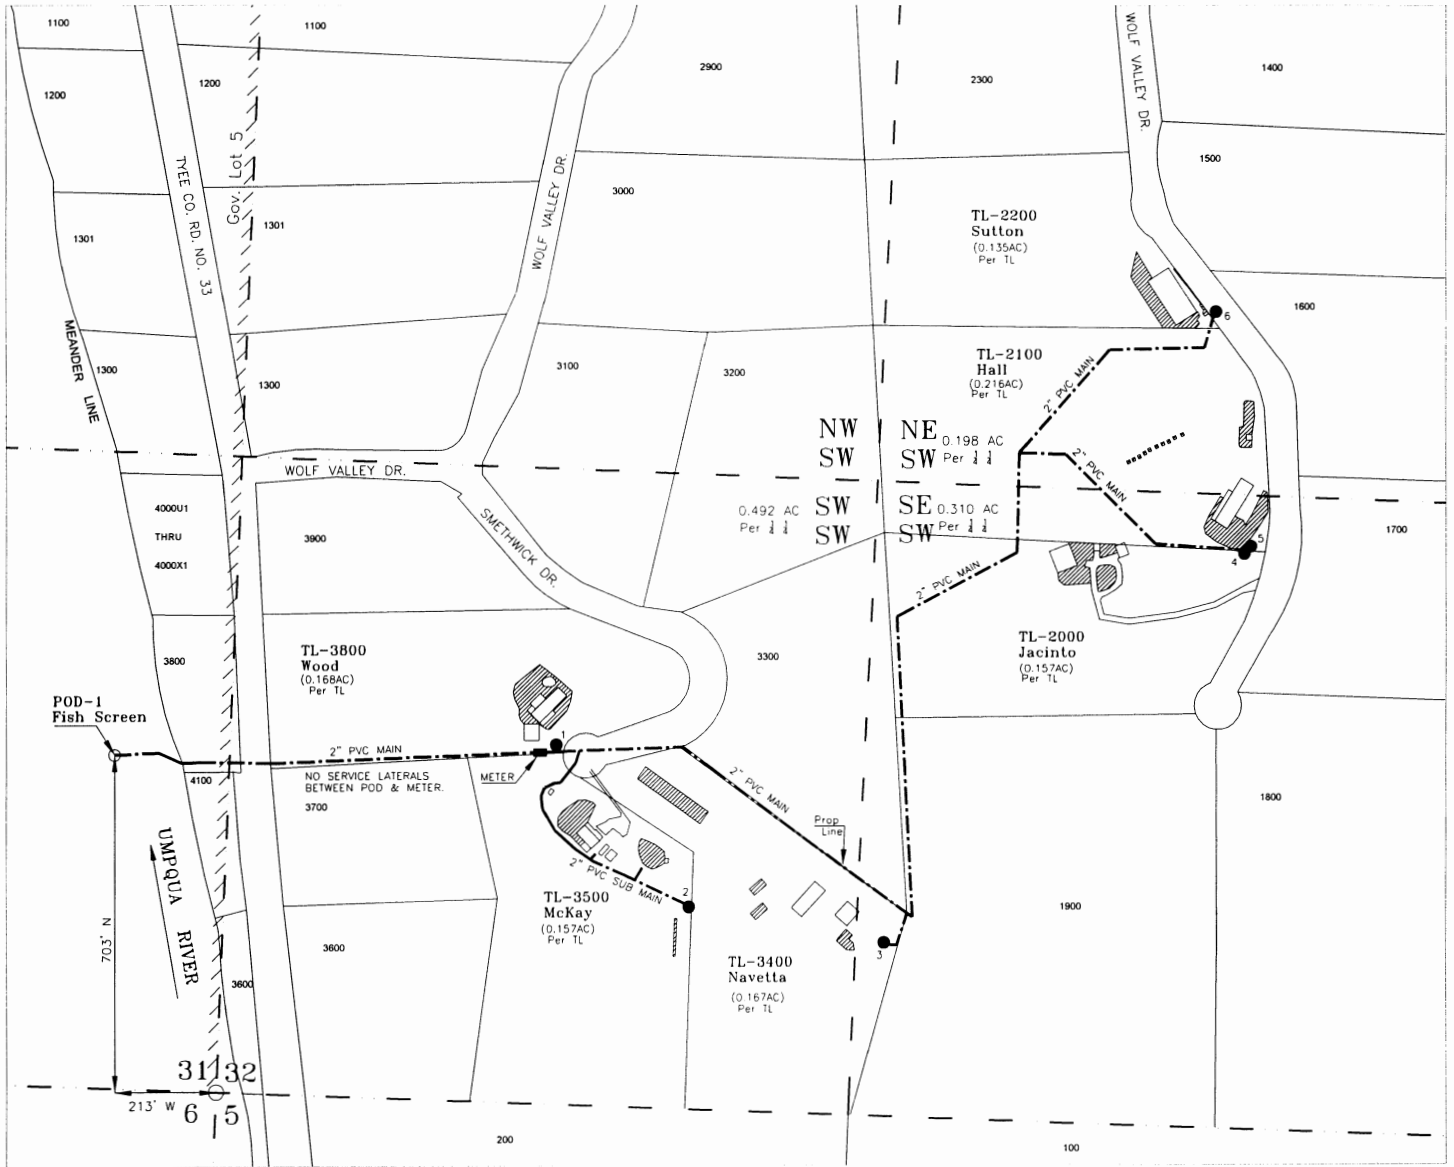 1100
1100
1200
1200
2900
2300
1400
WOLF VALLEY DR.
1500
TYEE CO. RD. NO. 33
Gov. Lot 5
WOLF VALLEY DR.
3000
TL-2200
Sutton
(0.135AC)
Per TL
1301
1301
1600
6
MEANDER LINE
1300
1300
3100
3200
TL-2100
Hall
(0.216AC)
Per TL
2" PVC MAIN
NW
SW
NE
SW
0.198 AC
Per 1/4 1/4
2" PVC MAIN
WOLF VALLEY DR.
SW
SW
0.492 AC
Per 1/4 1/4
SE
SW
0.310 AC
Per 1/4 1/4
4000U1
THRU
4000X1
3900
SMETHWICK DR.
1700
5
4
2" PVC MAIN
TL-3800
Wood
(0.168AC)
Per TL
3800
3300
TL-2000
Jacinto
(0.157AC)
Per TL
POD-1
Fish Screen
2" PVC MAIN
1
METER
NO SERVICE LATERALS
BETWEEN POD & METER.
4100
3700
2" PVC MAIN
Prop
Line
1800
UMPQUA RIVER
703' N
2" PVC SUB MAIN
2
TL-3500
McKay
(0.157AC)
Per TL
1900
3600
3600
3
TL-3400
Navetta
(0.167AC)
Per TL
31 32
213' W
6 5
200
100